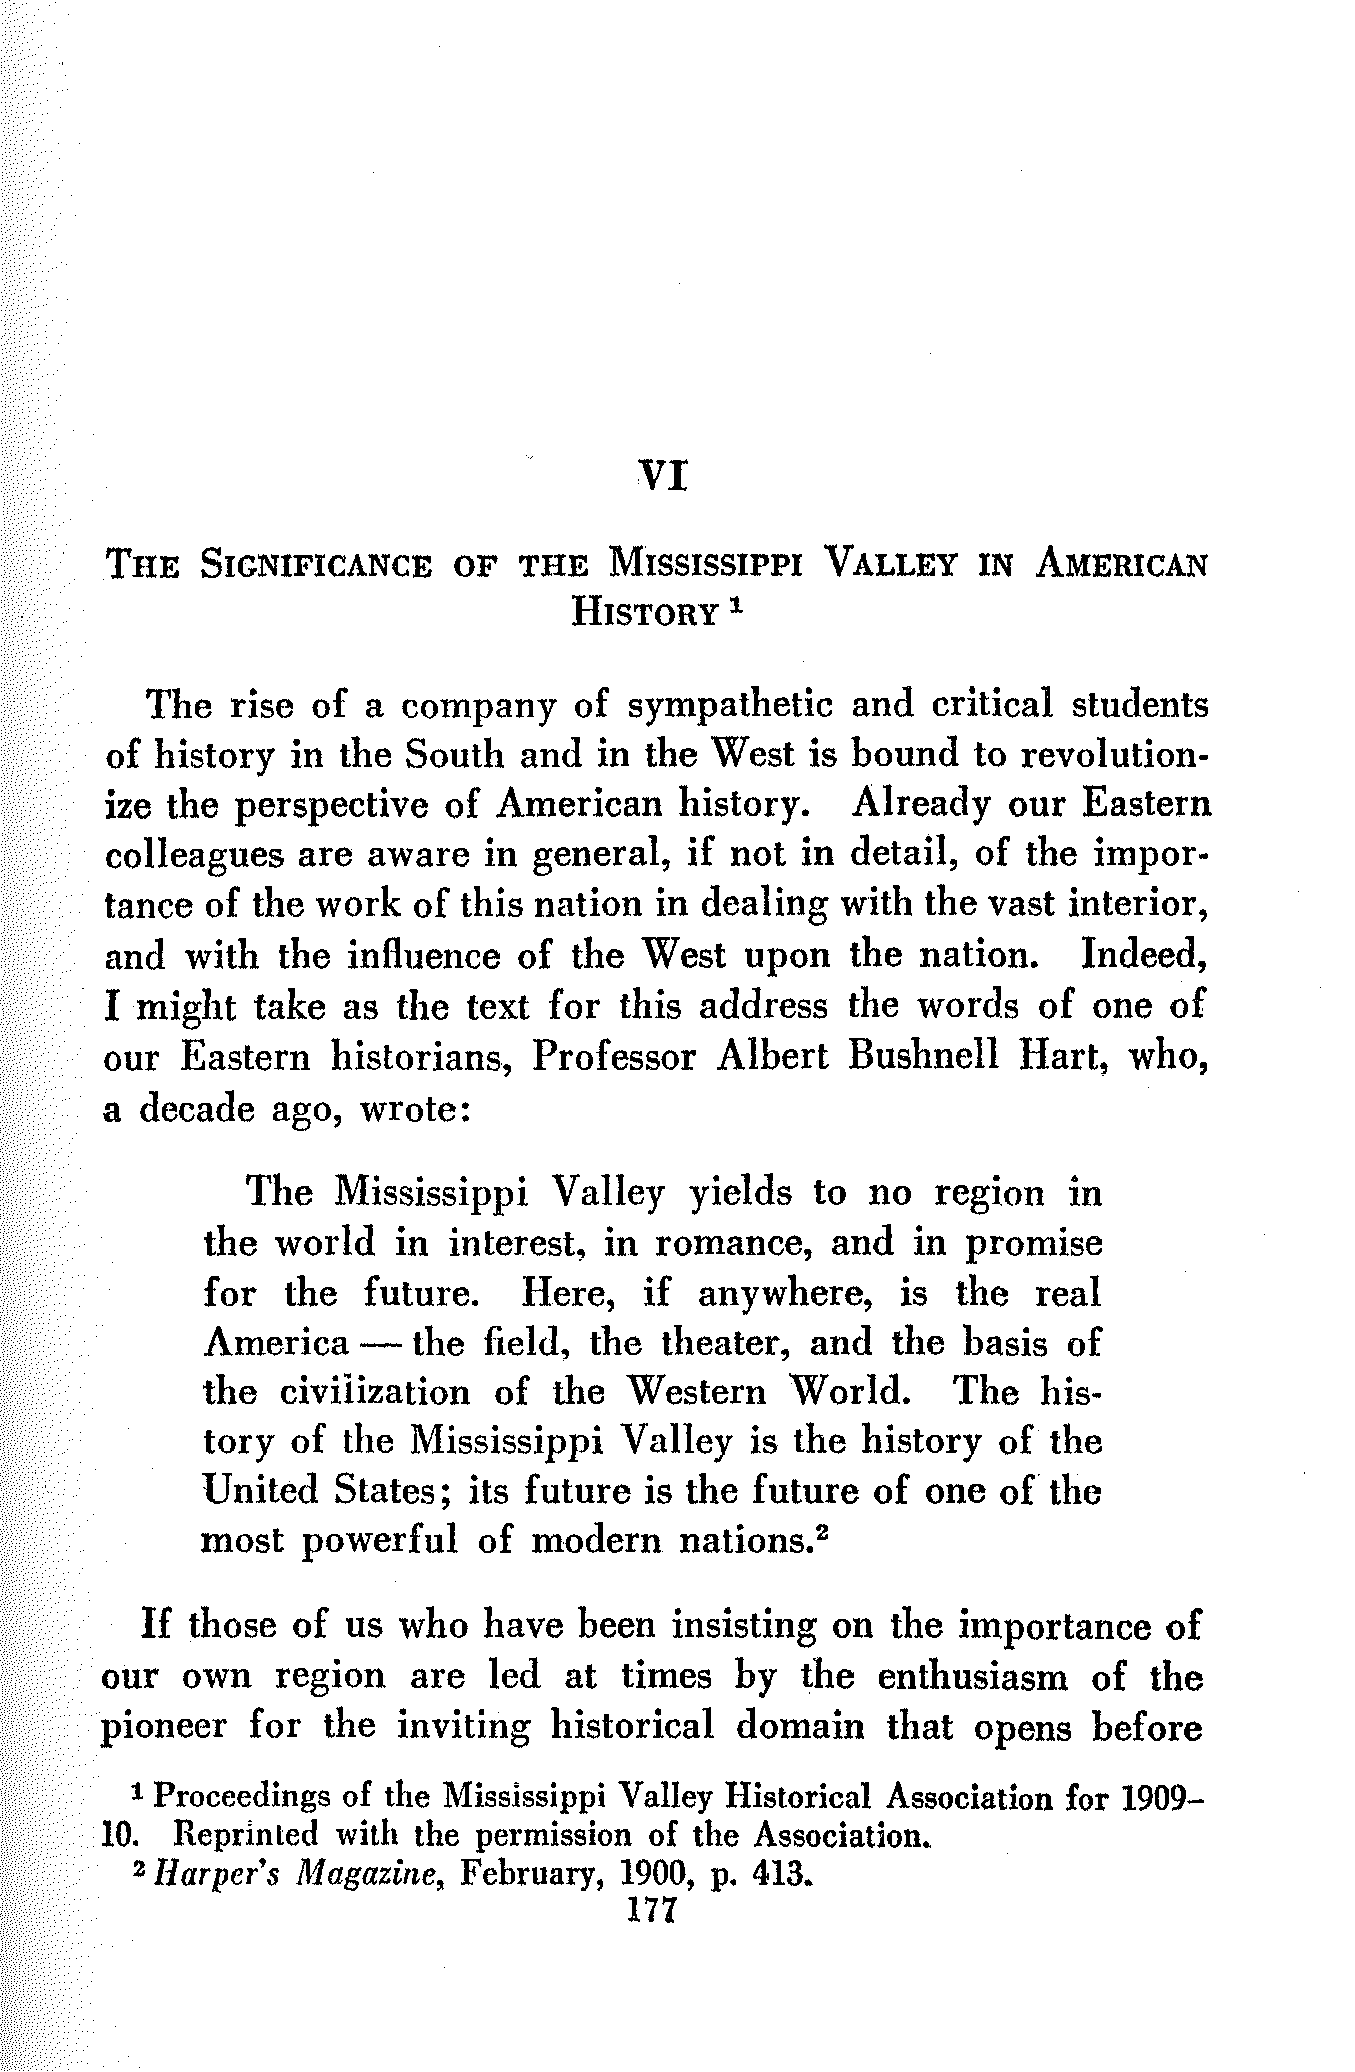 VI
The Significance of the Mississippi Valley in American
History ¹
The rise of a company of sympathetic and critical students
of history in the South and in the West is bound to revolution-
ize the perspective of American history. Already our Eastern
colleagues are aware in general, if not in detail, of the impor-
tance of the work of this nation in dealing with the vast interior,
and with the influence of the West upon the nation. Indeed,
I might take as the text for this address the words of one of
our Eastern historians, Professor Albert Bushnell Hart, who,
a decade ago, wrote:
The Mississippi Valley yields to no region in
the world in interest, in romance, and in promise
for the future. Here, if anywhere, is the real
America — the field, the theater, and the basis of
the civilization of the Western World. The his-
tory of the Mississippi Valley is the history of the
United States; its future is the future of one of the
most powerful of modern nations.²
If those of us who have been insisting on the importance of
our own region are led at times by the enthusiasm of the
pioneer for the inviting historical domain that opens before
¹ Proceedings of the Mississippi Valley Historical Association for 1909–
10. Reprinted with the permission of the Association.
² Harper's Magazine, February, 1900, p. 413.
177